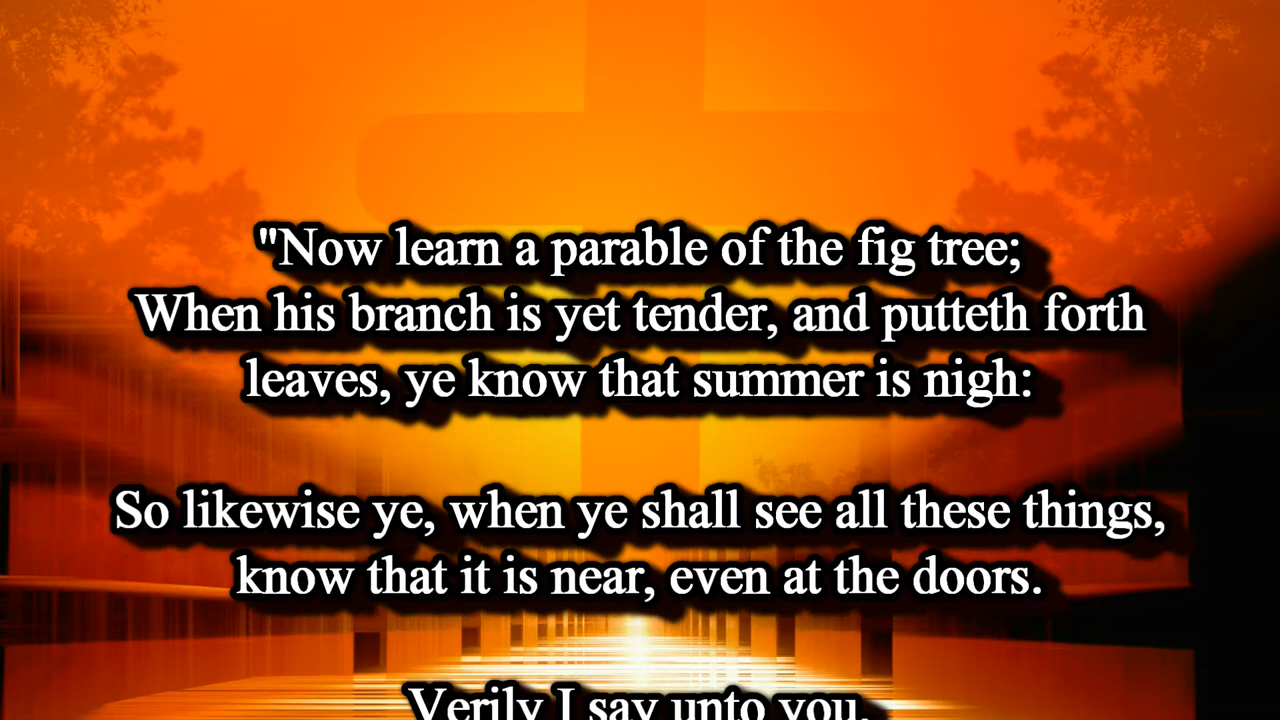 "Now learn a parable of the fig tree;
When his branch is yet tender, and putteth forth
leaves, ye know that summer is nigh:
So likewise ye, when ye shall see all these things,
know that it is near, even at the doors.
Verily I say unto you,